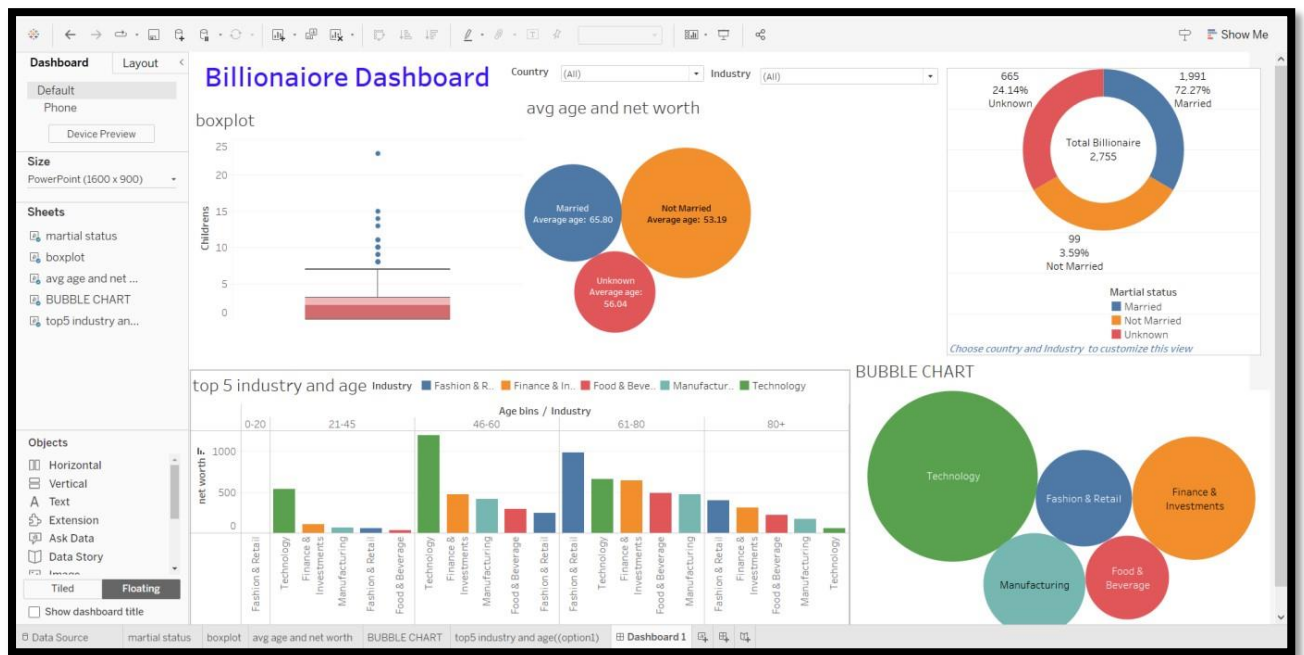 Show Me
Dashboard
Layout
Default
Phone
Device Preview
Size
PowerPoint (1600 x 900)
Sheets
martial status
boxplot
avg age and net ...
BUBBLE CHART
top5 industry an...
Objects
Horizontal
Vertical
Text
Extension
Ask Data
Data Story
Tiled
Floating
Show dashboard title
Billionaiore Dashboard
Country
(All)
Industry
(All)
boxplot
Childrens
25
20
15
10
5
0
avg age and net worth
Married
Average age: 65.80
Not Married
Average age: 53.19
Unknown
Average age:
56.04
665
24.14%
Unknown
1,991
72.27%
Married
Total Billionaire
2,755
99
3.59%
Not Married
Martial status
Married
Not Married
Unknown
Choose country and Industry to customize this view
top 5 industry and age
Industry
Fashion & R..
Finance & In..
Food & Beve..
Manufactur..
Technology
Age bins / Industry
0-20
21-45
46-60
61-80
80+
net worth
1000
500
0
Fashion & Retail
Technology
Finance &
Investments
Manufacturing
Fashion & Retail
Food & Beverage
Technology
Finance &
Investments
Manufacturing
Food & Beverage
Fashion & Retail
Fashion & Retail
Technology
Finance &
Investments
Food & Beverage
Manufacturing
Fashion & Retail
Finance &
Investments
Food & Beverage
Manufacturing
Technology
BUBBLE CHART
Technology
Fashion & Retail
Finance &
Investments
Manufacturing
Food &
Beverage
Data Source
martial status
boxplot
avg age and net worth
BUBBLE CHART
top5 industry and age((option1)
Dashboard 1